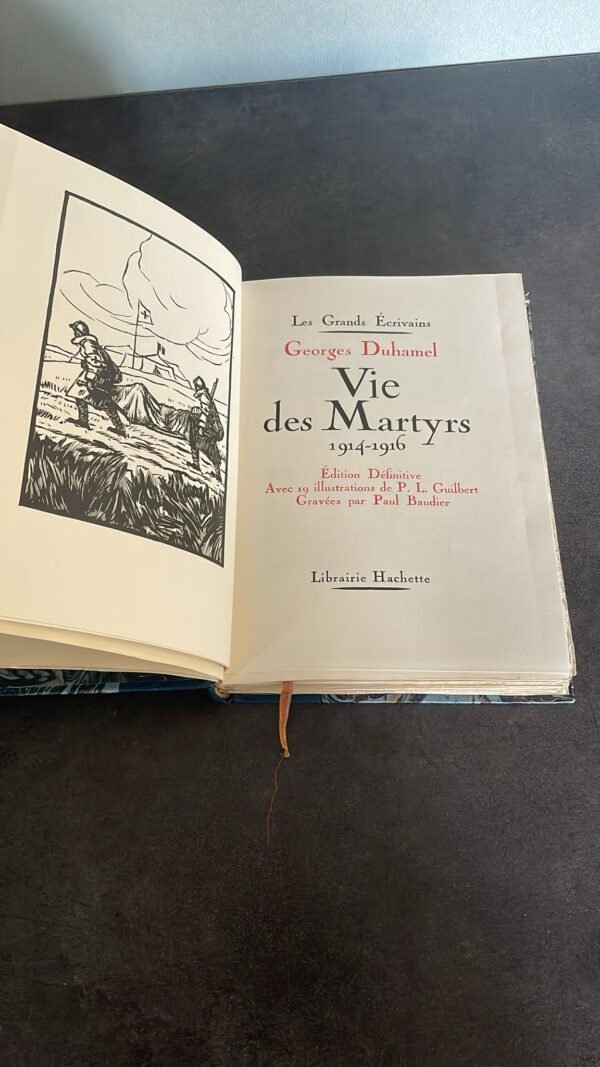 Les Grands Écrivains
Georges Duhamel
Vie
des Martyrs
1914-1916
Édition Définitive
Avec 19 illustrations de P. L. Guilbert
Gravées par Paul Baudier
Librairie Hachette